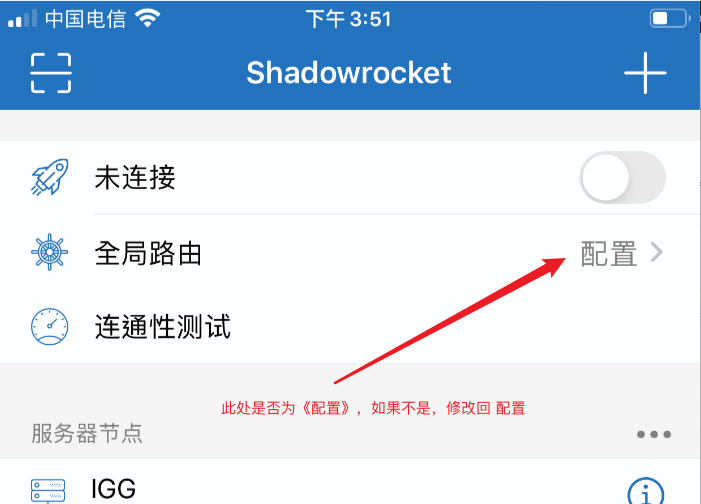 中国电信 下午 3:51
Shadowrocket
未连接
全局路由 配置
连通性测试
此处是否为《配置》，如果不是，修改回 配置
服务器节点
IGG